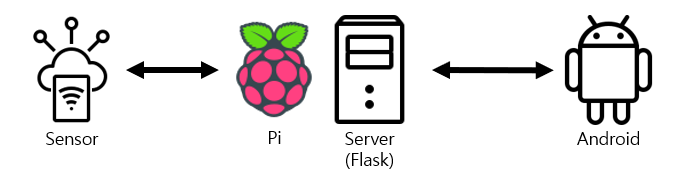 Sensor
Pi
Server
(Flask)
Android